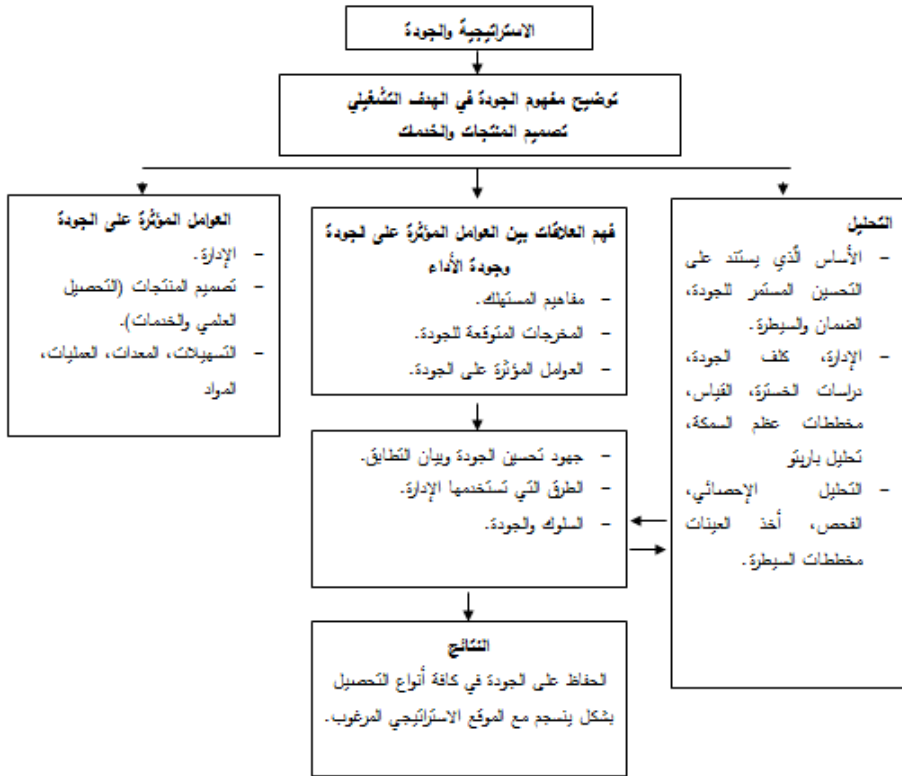 الاستراتيجية والجودة
توضيح مفهوم الجودة في الهدف التشغيلي
تصميم المنتجات والخدمات
العوامل المؤثرة على الجودة
- الإدارة.
- تصميم المنتجات (التحصيل
العلمي والخدمات).
- التسهيلات، المعدات، العمليات،
المواد
فهم العلاقات بين العوامل المؤثرة على الجودة
وجودة الأداء
- مفاهيم المستهلك.
- المخرجات المتوقعة للجودة.
- العوامل المؤثرة على الجودة.
التحليل
- الأساس الّذي يستند على
التحسين المستمر للجودة،
الضمان والسيطرة.
- الإدارة، كلف الجودة،
دراسات الخسترة، القياس،
مخططات عظم السمكة،
تحليل باريتو
- التحليل الإحصائي،
الفحص، أخذ العينات
مخططات السيطرة.
- جهود تحسين الجودة وبيان التطابق.
- الطرق التي تستخدمها الإدارة.
- السلوك والجودة.
النتائج
الحفاظ على الجودة في كافة أنواع التحصيل
بشكل ينسجم مع الموقع الاستراتيجي المرغوب.